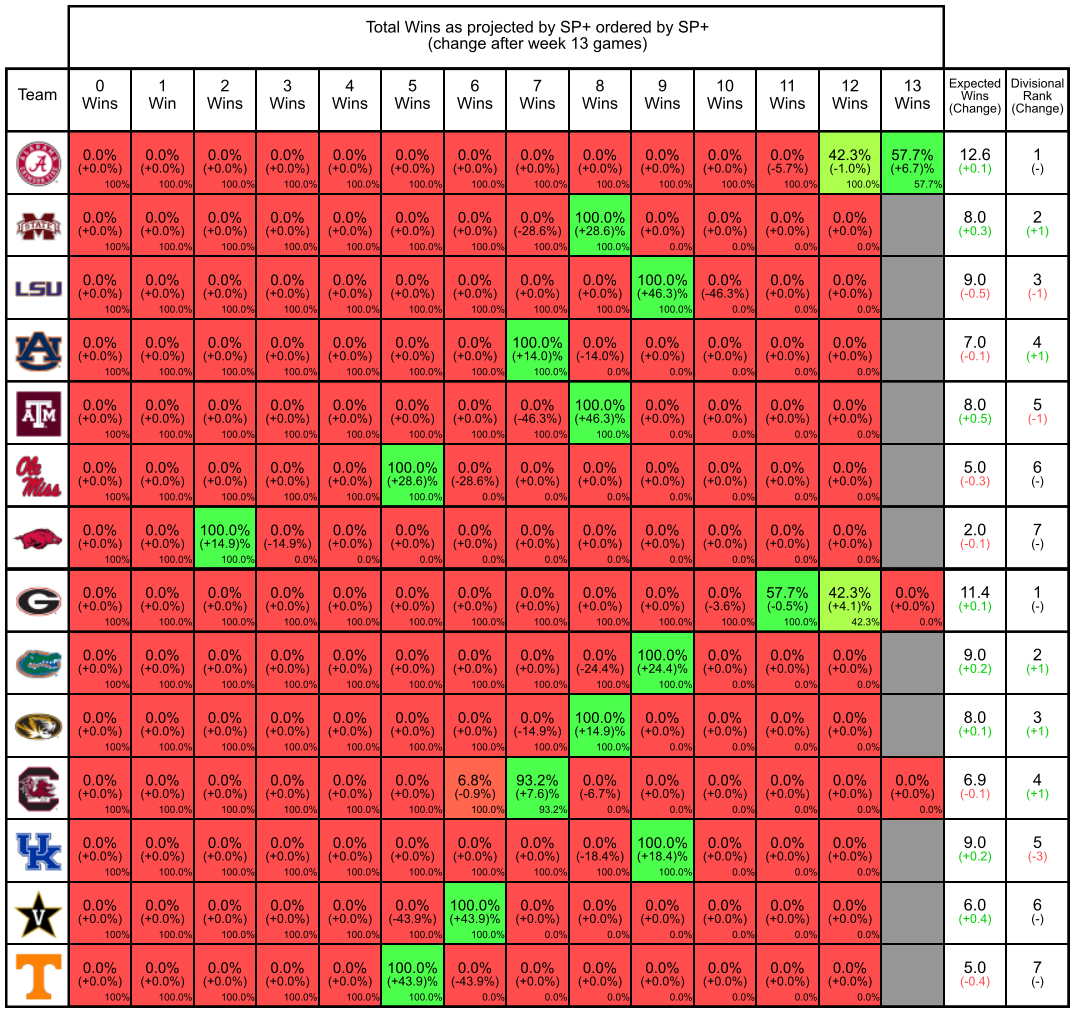 Total Wins as projected by SP+ ordered by SP+
(change after week 13 games)
Team 0 Wins 1 Win 2 Wins 3 Wins 4 Wins 5 Wins 6 Wins 7 Wins 8 Wins 9 Wins 10 Wins 11 Wins 12 Wins 13 Wins Expected Wins (Change) Divisional Rank (Change)
A 0.0% 0.0% 0.0% 0.0% 0.0% 0.0% 0.0% 0.0% 0.0% 0.0% 0.0% 0.0% 42.3% 57.7% 12.6 1
(+0.0%) (+0.0%) (+0.0%) (+0.0%) (+0.0%) (+0.0%) (+0.0%) (+0.0%) (+0.0%) (+0.0%) (+0.0%) (-5.7%) (-1.0%) (+6.7)% (+0.1) (-)
100% 100.0% 100.0% 100.0% 100.0% 100.0% 100.0% 100.0% 100.0% 100.0% 100.0% 100.0% 100.0% 57.7%
STATE 0.0% 0.0% 0.0% 0.0% 0.0% 0.0% 0.0% 0.0% 100.0% 0.0% 0.0% 0.0% 0.0% 8.0 2
(+0.0%) (+0.0%) (+0.0%) (+0.0%) (+0.0%) (+0.0%) (+0.0%) (-28.6%) (+28.6)% (+0.0%) (+0.0%) (+0.0%) (+0.0%) (+0.3) (+1)
100% 100.0% 100.0% 100.0% 100.0% 100.0% 100.0% 100.0% 100.0% 0.0% 0.0% 0.0% 0.0%
LSU 0.0% 0.0% 0.0% 0.0% 0.0% 0.0% 0.0% 0.0% 0.0% 100.0% 0.0% 0.0% 0.0% 9.0 3
(+0.0%) (+0.0%) (+0.0%) (+0.0%) (+0.0%) (+0.0%) (+0.0%) (+0.0%) (+0.0%) (+46.3)% (-46.3%) (+0.0%) (+0.0%) (-0.5) (-1)
100% 100.0% 100.0% 100.0% 100.0% 100.0% 100.0% 100.0% 100.0% 100.0% 0.0% 0.0% 0.0%
AU 0.0% 0.0% 0.0% 0.0% 0.0% 0.0% 0.0% 100.0% 0.0% 0.0% 0.0% 0.0% 0.0% 7.0 4
(+0.0%) (+0.0%) (+0.0%) (+0.0%) (+0.0%) (+0.0%) (+0.0%) (+14.0)% (-14.0%) (+0.0%) (+0.0%) (+0.0%) (+0.0%) (-0.1) (+1)
100% 100.0% 100.0% 100.0% 100.0% 100.0% 100.0% 100.0% 0.0% 0.0% 0.0% 0.0% 0.0%
ATM 0.0% 0.0% 0.0% 0.0% 0.0% 0.0% 0.0% 0.0% 100.0% 0.0% 0.0% 0.0% 0.0% 8.0 5
(+0.0%) (+0.0%) (+0.0%) (+0.0%) (+0.0%) (+0.0%) (+0.0%) (-46.3%) (+46.3)% (+0.0%) (+0.0%) (+0.0%) (+0.0%) (+0.5) (-1)
100% 100.0% 100.0% 100.0% 100.0% 100.0% 100.0% 100.0% 100.0% 0.0% 0.0% 0.0% 0.0%
Ole Miss 0.0% 0.0% 0.0% 0.0% 0.0% 100.0% 0.0% 0.0% 0.0% 0.0% 0.0% 0.0% 0.0% 5.0 6
(+0.0%) (+0.0%) (+0.0%) (+0.0%) (+0.0%) (+28.6)% (-28.6%) (+0.0%) (+0.0%) (+0.0%) (+0.0%) (+0.0%) (+0.0%) (-0.3) (-)
100% 100.0% 100.0% 100.0% 100.0% 100.0% 0.0% 0.0% 0.0% 0.0% 0.0% 0.0% 0.0%
0.0% 0.0% 100.0% 0.0% 0.0% 0.0% 0.0% 0.0% 0.0% 0.0% 0.0% 0.0% 0.0% 2.0 7
(+0.0%) (+0.0%) (+14.9)% (-14.9%) (+0.0%) (+0.0%) (+0.0%) (+0.0%) (+0.0%) (+0.0%) (+0.0%) (+0.0%) (+0.0%) (-0.1) (-)
100% 100.0% 100.0% 0.0% 0.0% 0.0% 0.0% 0.0% 0.0% 0.0% 0.0% 0.0% 0.0%
G 0.0% 0.0% 0.0% 0.0% 0.0% 0.0% 0.0% 0.0% 0.0% 0.0% 0.0% 57.7% 42.3% 0.0% 11.4 1
(+0.0%) (+0.0%) (+0.0%) (+0.0%) (+0.0%) (+0.0%) (+0.0%) (+0.0%) (+0.0%) (+0.0%) (-3.6%) (-0.5%) (+4.1)% (+0.0%) (+0.1) (-)
100% 100.0% 100.0% 100.0% 100.0% 100.0% 100.0% 100.0% 100.0% 100.0% 100.0% 100.0% 42.3% 0.0%
0.0% 0.0% 0.0% 0.0% 0.0% 0.0% 0.0% 0.0% 0.0% 100.0% 0.0% 0.0% 0.0% 9.0 2
(+0.0%) (+0.0%) (+0.0%) (+0.0%) (+0.0%) (+0.0%) (+0.0%) (+0.0%) (-24.4%) (+24.4)% (+0.0%) (+0.0%) (+0.0%) (+0.2) (+1)
100% 100.0% 100.0% 100.0% 100.0% 100.0% 100.0% 100.0% 100.0% 100.0% 0.0% 0.0% 0.0%
0.0% 0.0% 0.0% 0.0% 0.0% 0.0% 0.0% 0.0% 100.0% 0.0% 0.0% 0.0% 0.0% 8.0 3
(+0.0%) (+0.0%) (+0.0%) (+0.0%) (+0.0%) (+0.0%) (+0.0%) (-14.9%) (+14.9)% (+0.0%) (+0.0%) (+0.0%) (+0.0%) (+0.1) (+1)
100% 100.0% 100.0% 100.0% 100.0% 100.0% 100.0% 100.0% 100.0% 0.0% 0.0% 0.0% 0.0%
C 0.0% 0.0% 0.0% 0.0% 0.0% 0.0% 6.8% 93.2% 0.0% 0.0% 0.0% 0.0% 0.0% 0.0% 6.9 4
(+0.0%) (+0.0%) (+0.0%) (+0.0%) (+0.0%) (+0.0%) (-0.9%) (+7.6)% (-6.7%) (+0.0%) (+0.0%) (+0.0%) (+0.0%) (+0.0%) (-0.1) (+1)
100% 100.0% 100.0% 100.0% 100.0% 100.0% 100.0% 93.2% 0.0% 0.0% 0.0% 0.0% 0.0% 0.0%
UK 0.0% 0.0% 0.0% 0.0% 0.0% 0.0% 0.0% 0.0% 0.0% 100.0% 0.0% 0.0% 0.0% 9.0 5
(+0.0%) (+0.0%) (+0.0%) (+0.0%) (+0.0%) (+0.0%) (+0.0%) (+0.0%) (-18.4%) (+18.4)% (+0.0%) (+0.0%) (+0.0%) (+0.2) (-3)
100% 100.0% 100.0% 100.0% 100.0% 100.0% 100.0% 100.0% 100.0% 100.0% 0.0% 0.0% 0.0%
V 0.0% 0.0% 0.0% 0.0% 0.0% 0.0% 100.0% 0.0% 0.0% 0.0% 0.0% 0.0% 0.0% 6.0 6
(+0.0%) (+0.0%) (+0.0%) (+0.0%) (+0.0%) (-43.9%) (+43.9)% (+0.0%) (+0.0%) (+0.0%) (+0.0%) (+0.0%) (+0.0%) (+0.4) (-)
100% 100.0% 100.0% 100.0% 100.0% 100.0% 100.0% 0.0% 0.0% 0.0% 0.0% 0.0% 0.0%
T 0.0% 0.0% 0.0% 0.0% 0.0% 100.0% 0.0% 0.0% 0.0% 0.0% 0.0% 0.0% 0.0% 5.0 7
(+0.0%) (+0.0%) (+0.0%) (+0.0%) (+0.0%) (+43.9)% (-43.9%) (+0.0%) (+0.0%) (+0.0%) (+0.0%) (+0.0%) (+0.0%) (-0.4) (-)
100% 100.0% 100.0% 100.0% 100.0% 100.0% 0.0% 0.0% 0.0% 0.0% 0.0% 0.0% 0.0%